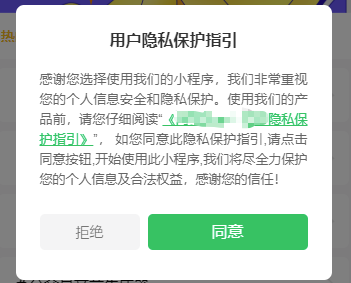 热
用户隐私保护指引
感谢您选择使用我们的小程序，我们非常重视
您的个人信息安全和隐私保护。使用我们的产
品前，请您仔细阅读“《隐私保
护指引》”， 如您同意此隐私保护指引,请点击
同意按钮,开始使用此小程序,我们将尽全力保护
您的个人信息及合法权益，感谢您的信任！
拒绝
同意